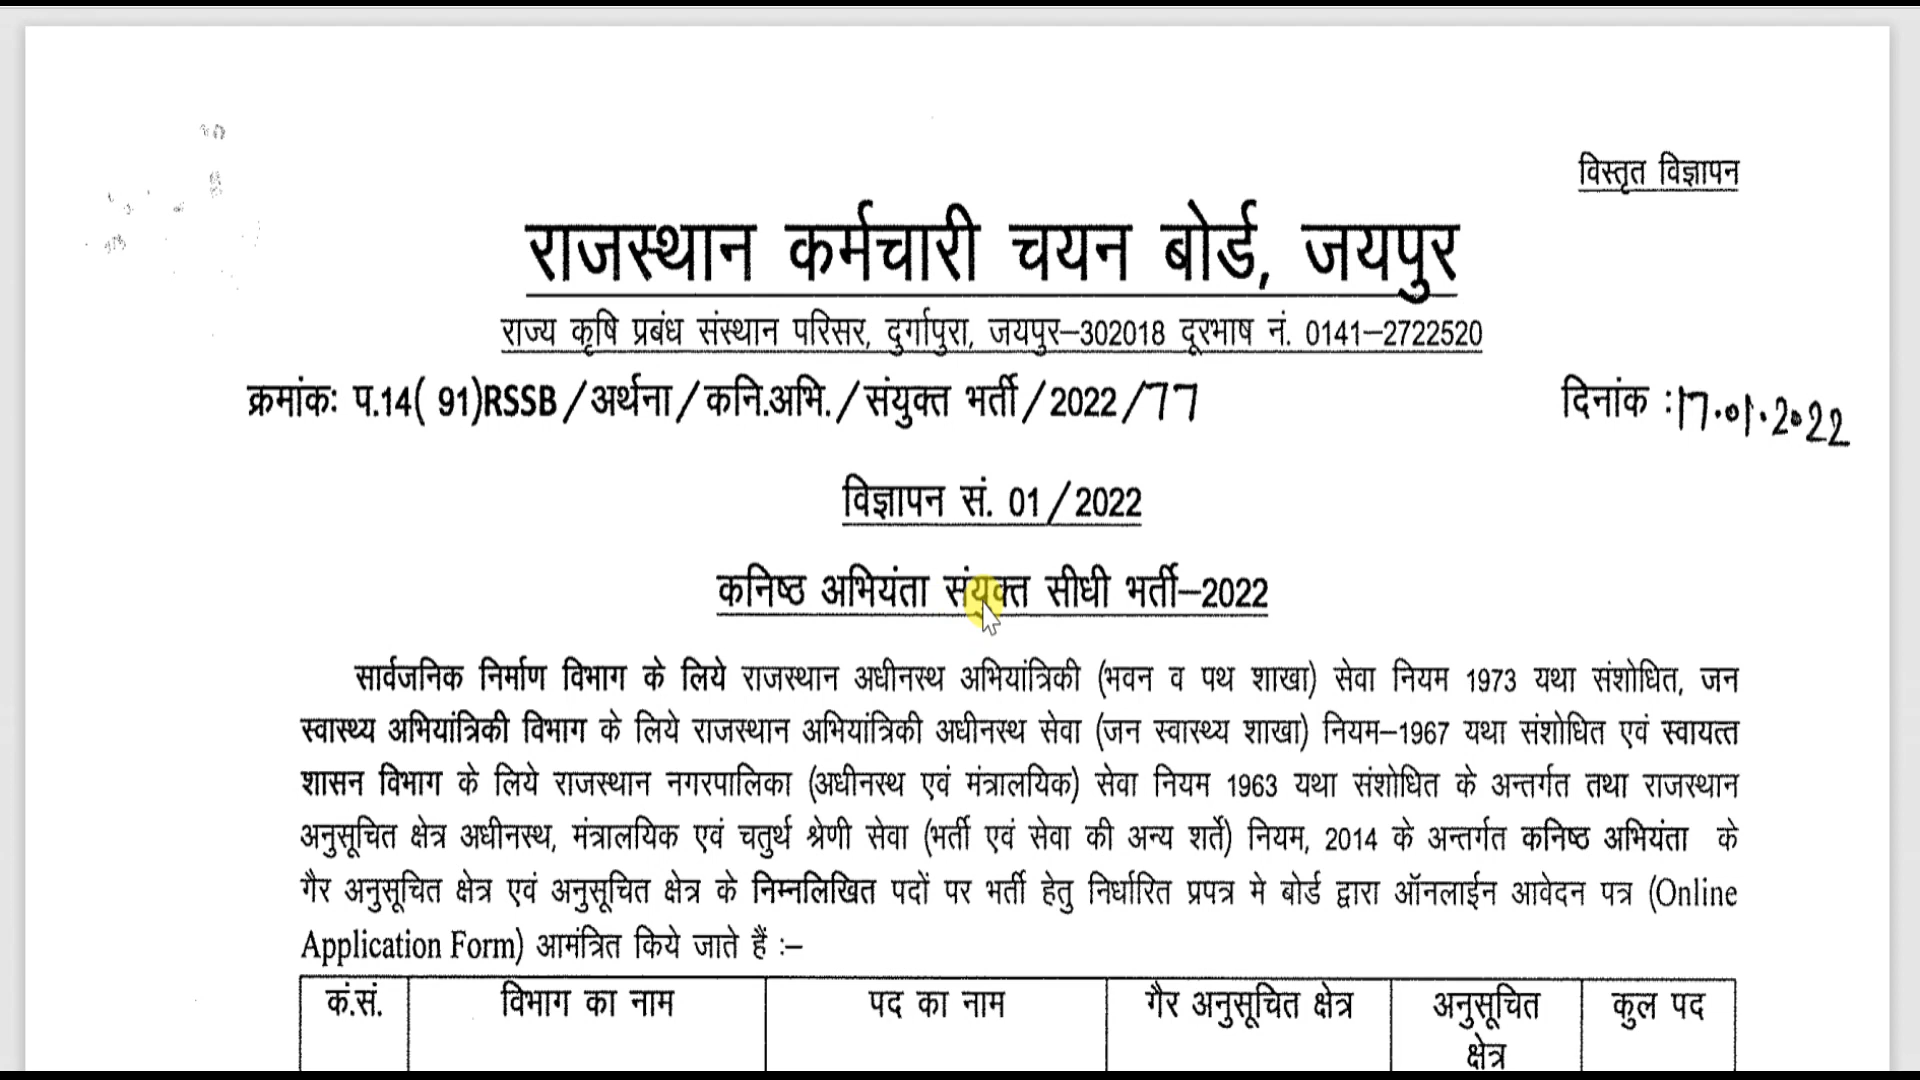 विस्तृत विज्ञापन
राजस्थान कर्मचारी चयन बोर्ड, जयपुर
राज्य कृषि प्रबंध संस्थान परिसर, दुर्गापुरा, जयपुर–302018 दूरभाष नं. 0141–2722520
क्रमांकः प.14( 91)RSSB/अर्थना/कनि.अभि./संयुक्त भर्ती/2022/77 दिनांक :17.01.2022
विज्ञापन सं. 01/2022
कनिष्ठ अभियंता संयुक्त सीधी भर्ती–2022
सार्वजनिक निर्माण विभाग के लिये राजस्थान अधीनस्थ अभियांत्रिकी (भवन व पथ शाखा) सेवा नियम 1973 यथा संशोधित, जन
स्वास्थ्य अभियांत्रिकी विभाग के लिये राजस्थान अभियांत्रिकी अधीनस्थ सेवा (जन स्वास्थ्य शाखा) नियम–1967 यथा संशोधित एवं स्वायत्त
शासन विभाग के लिये राजस्थान नगरपालिका (अधीनस्थ एवं मंत्रालयिक) सेवा नियम 1963 यथा संशोधित के अन्तर्गत तथा राजस्थान
अनुसूचित क्षेत्र अधीनस्थ, मंत्रालयिक एवं चतुर्थ श्रेणी सेवा (भर्ती एवं सेवा की अन्य शर्ते) नियम, 2014 के अन्तर्गत कनिष्ठ अभियंता के
गैर अनुसूचित क्षेत्र एवं अनुसूचित क्षेत्र के निम्नलिखित पदों पर भर्ती हेतु निर्धारित प्रपत्र मे बोर्ड द्वारा ऑनलाईन आवेदन पत्र (Online
Application Form) आमंत्रित किये जाते हैं :–
कं.सं. विभाग का नाम पद का नाम गैर अनुसूचित क्षेत्र अनुसूचित क्षेत्र कुल पद